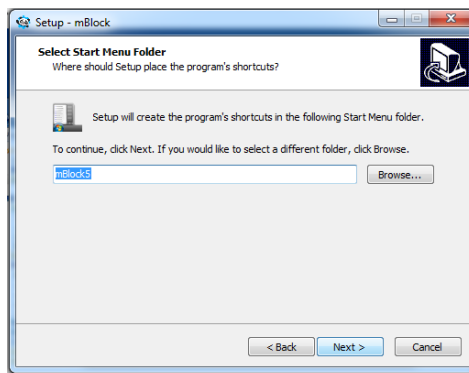 Setup - mBlock
Select Start Menu Folder
Where should Setup place the program's shortcuts?
Setup will create the program's shortcuts in the following Start Menu folder.
To continue, click Next. If you would like to select a different folder, click Browse.
mBlock5
Browse...
< Back
Next >
Cancel